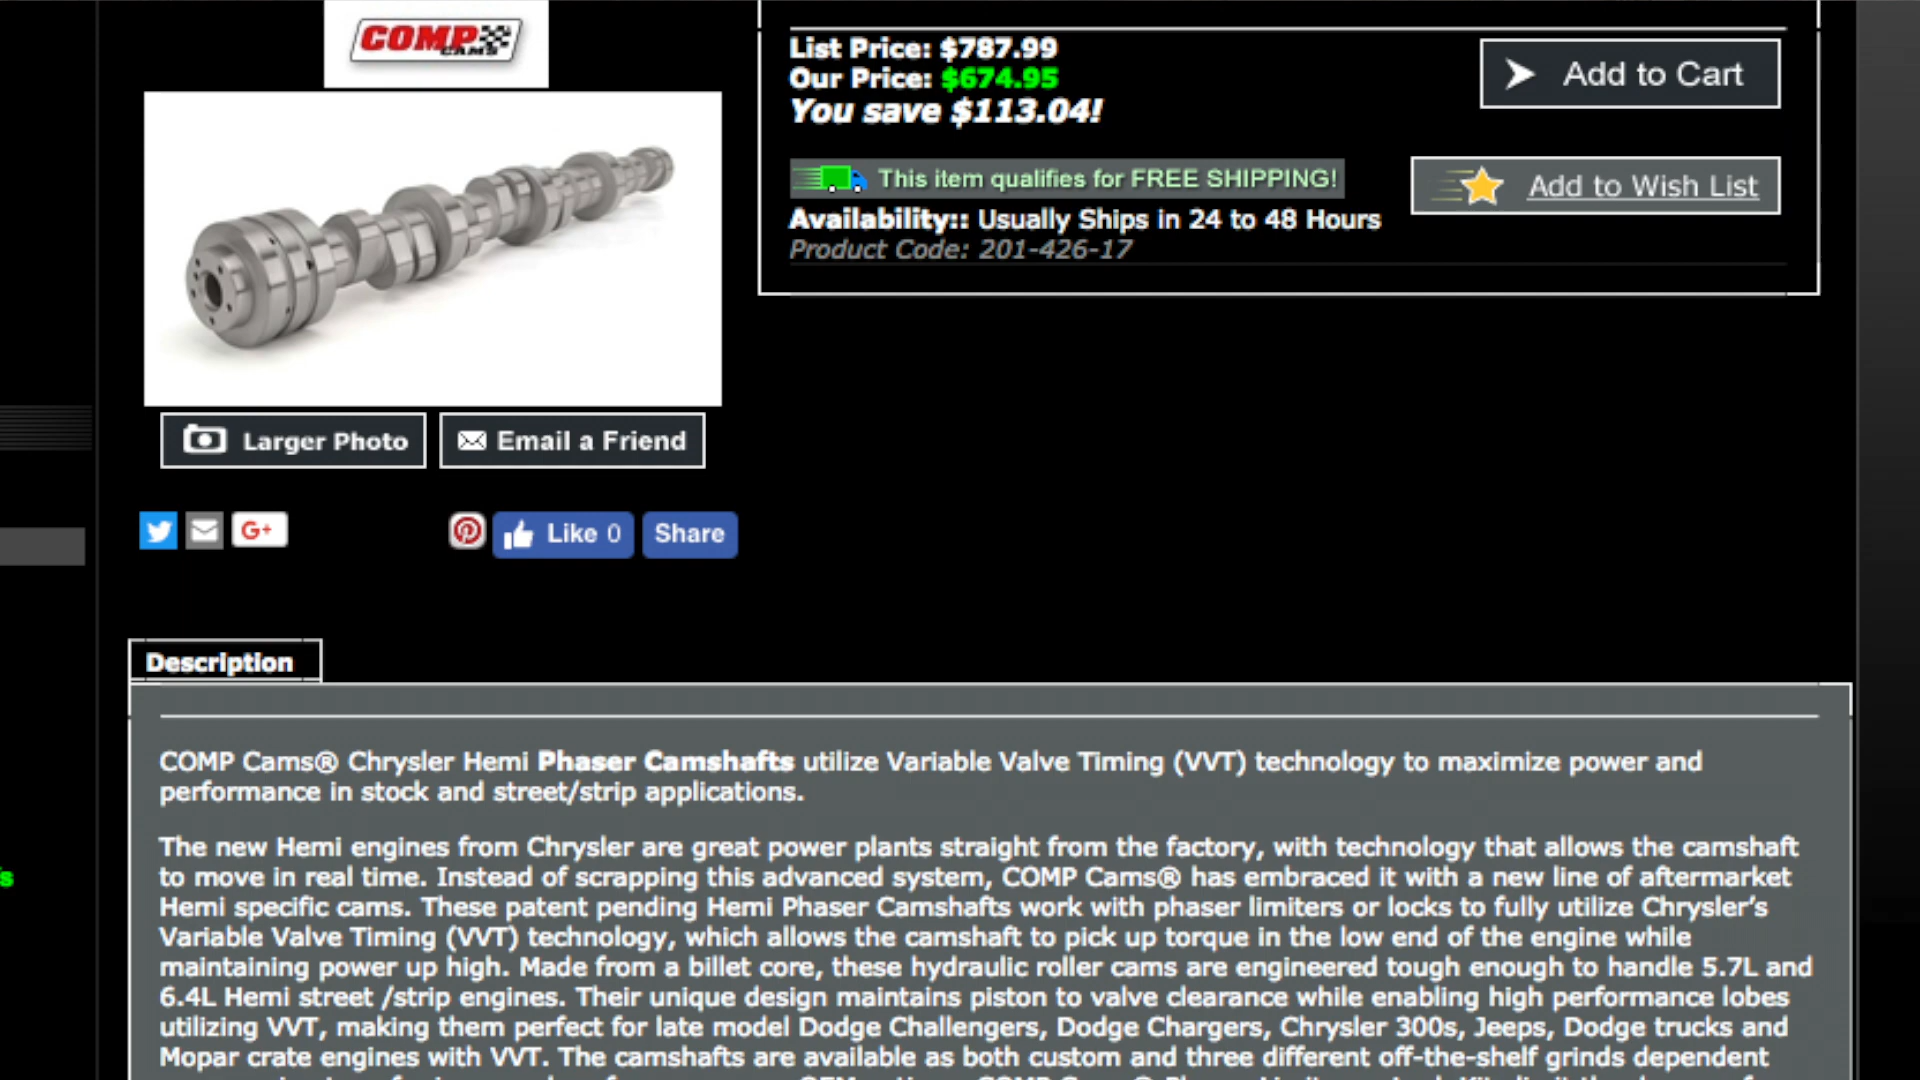 COMP
CAMS
List Price: $787.99
Our Price: $674.95
You save $113.04!
Add to Cart
This item qualifies for FREE SHIPPING!
Add to Wish List
Availability:: Usually Ships in 24 to 48 Hours
Product Code: 201-426-17
Larger Photo
Email a Friend
G+
Like 0
Share
Description
COMP Cams® Chrysler Hemi Phaser Camshafts utilize Variable Valve Timing (VVT) technology to maximize power and
performance in stock and street/strip applications.
The new Hemi engines from Chrysler are great power plants straight from the factory, with technology that allows the camshaft
to move in real time. Instead of scrapping this advanced system, COMP Cams® has embraced it with a new line of aftermarket
Hemi specific cams. These patent pending Hemi Phaser Camshafts work with phaser limiters or locks to fully utilize Chrysler's
Variable Valve Timing (VVT) technology, which allows the camshaft to pick up torque in the low end of the engine while
maintaining power up high. Made from a billet core, these hydraulic roller cams are engineered tough enough to handle 5.7L and
6.4L Hemi street /strip engines. Their unique design maintains piston to valve clearance while enabling high performance lobes
utilizing VVT, making them perfect for late model Dodge Challengers, Dodge Chargers, Chrysler 300s, Jeeps, Dodge trucks and
Mopar crate engines with VVT. The camshafts are available as both custom and three different off-the-shelf grinds dependent